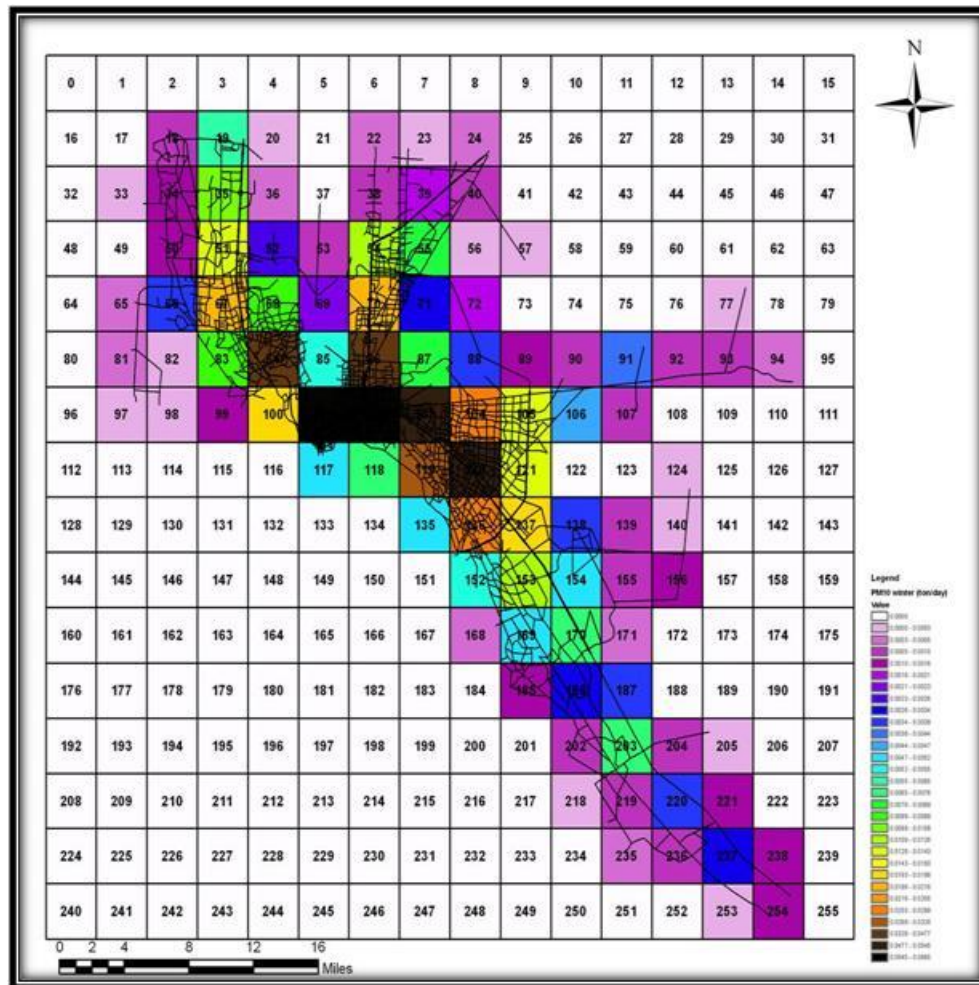 N
0 1 2 3 4 5 6 7 8 9 10 11 12 13 14 15
16 17 18 19 20 21 22 23 24 25 26 27 28 29 30 31
32 33 34 35 36 37 38 39 40 41 42 43 44 45 46 47
48 49 50 51 52 53 54 55 56 57 58 59 60 61 62 63
64 65 66 67 68 69 70 71 72 73 74 75 76 77 78 79
80 81 82 83 85 87 88 89 90 91 92 93 94 95
96 97 98 99 100 103 104 105 106 107 108 109 110 111
112 113 114 115 116 117 118 119 120 121 122 123 124 125 126 127
128 129 130 131 132 133 134 135 136 137 138 139 140 141 142 143
144 145 146 147 148 149 150 151 152 153 154 155 156 157 158 159
160 161 162 163 164 165 166 167 168 169 170 171 172 173 174 175
176 177 178 179 180 181 182 183 184 185 186 187 188 189 190 191
192 193 194 195 196 197 198 199 200 201 202 203 204 205 206 207
208 209 210 211 212 213 214 215 216 217 218 219 220 221 222 223
224 225 226 227 228 229 230 231 232 233 234 235 236 237 238 239
240 241 242 243 244 245 246 247 248 249 250 251 252 253 254 255
0 2 4 8 12 16
Miles
Legend
PM10 winter (ton/day)
Value